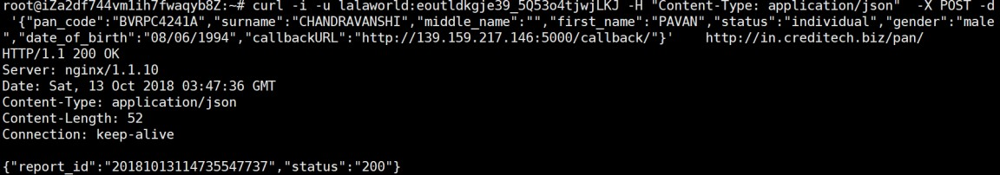 root@iZa2df744vm1ih7fwaqyb8Z:~# curl -i -u lalaworld:eoutldkgje39_5Q53o4tjwjLKJ -H "Content-Type: application/json"  -X POST -d
 '{"pan_code":"BVRPC4241A","surname":"CHANDRAVANSHI","middle_name":"","first_name":"PAVAN","status":"individual","gender":"male
","date_of_birth":"08/06/1994","callbackURL":"http://139.159.217.146:5000/callback/"}'    http://in.creditech.biz/pan/
HTTP/1.1 200 OK
Server: nginx/1.1.10
Date: Sat, 13 Oct 2018 03:47:36 GMT
Content-Type: application/json
Content-Length: 52
Connection: keep-alive

{"report_id":"20181013114735547737","status":"200"}